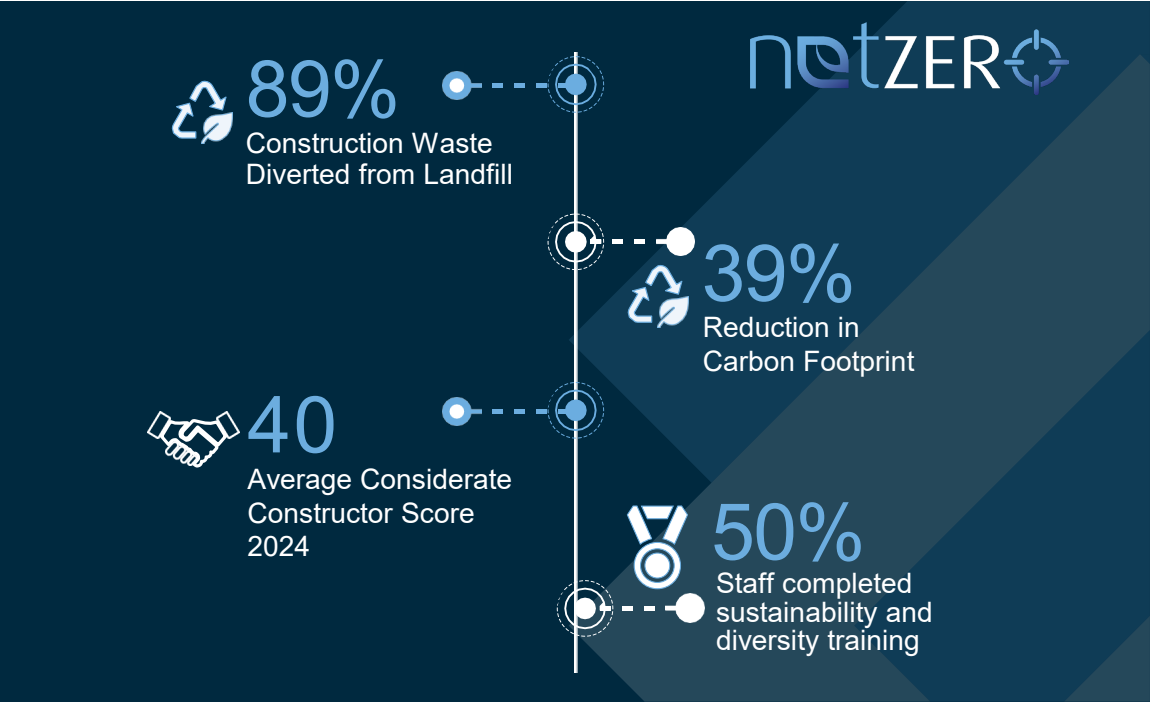 netZERO
89%
Construction Waste
Diverted from Landfill
39%
Reduction in
Carbon Footprint
40
Average Considerate
Constructor Score
2024
50%
Staff completed
sustainability and
diversity training